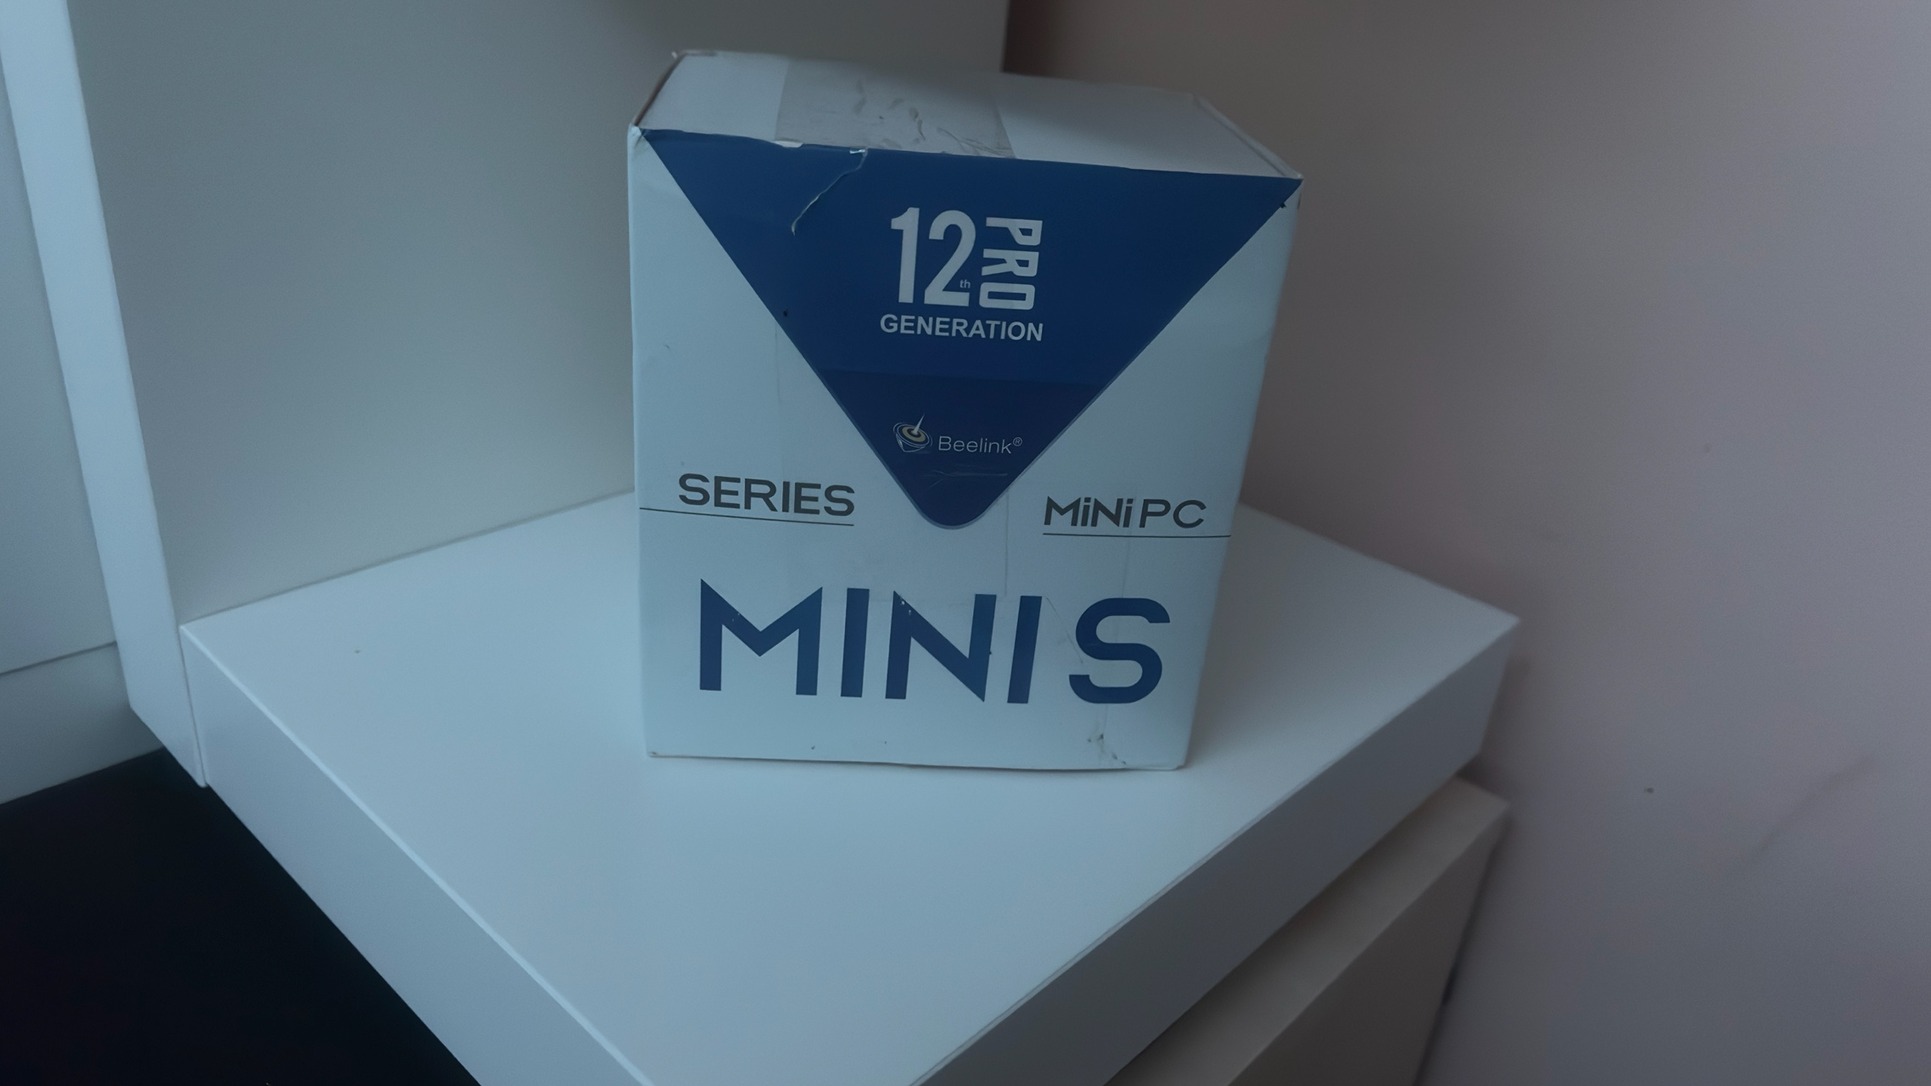 12th PRO
GENERATION
Beelink®
SERIES
MiNi PC
MINI S